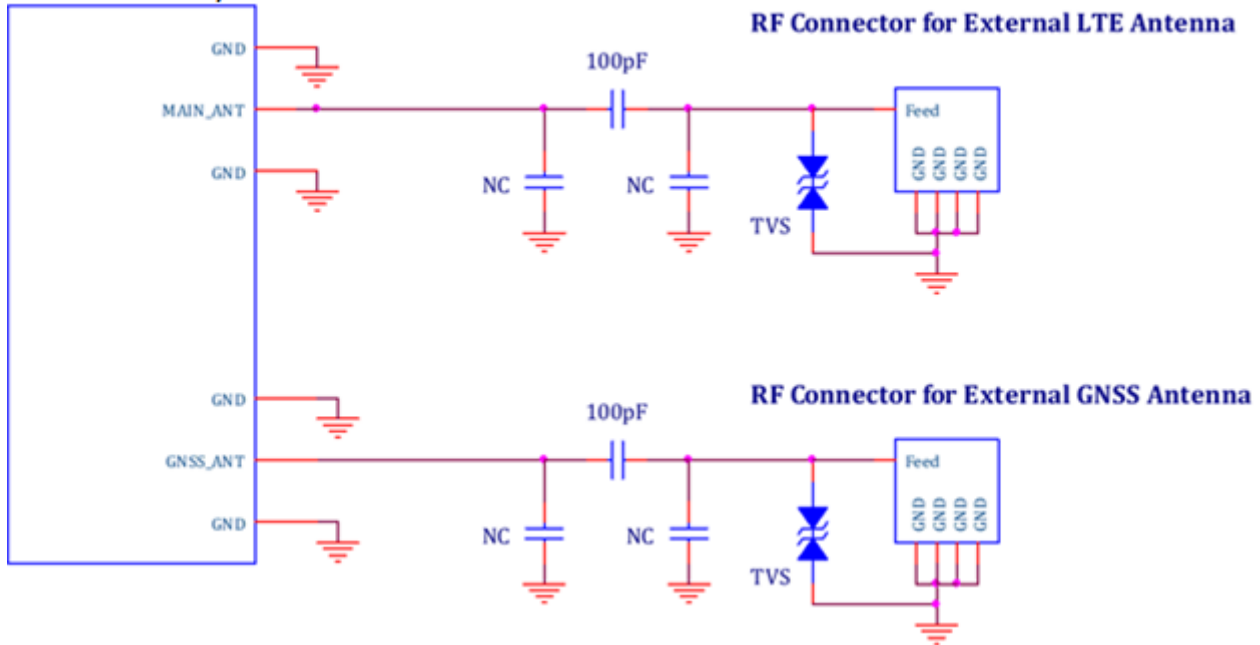 RF Connector for External LTE Antenna
GND
100pF
MAIN_ANT
Feed
GND
GND
GND
GND
GND
NC
NC
TVS
RF Connector for External GNSS Antenna
GND
100pF
GNSS_ANT
Feed
GND
GND
GND
GND
GND
NC
NC
TVS